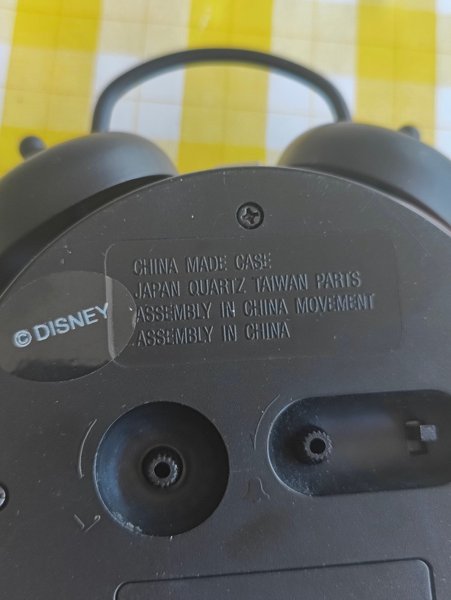 CHINA MADE CASE
JAPAN QUARTZ TAIWAN PARTS
ASSEMBLY IN CHINA MOVEMENT
ASSEMBLY IN CHINA
© DISNEY